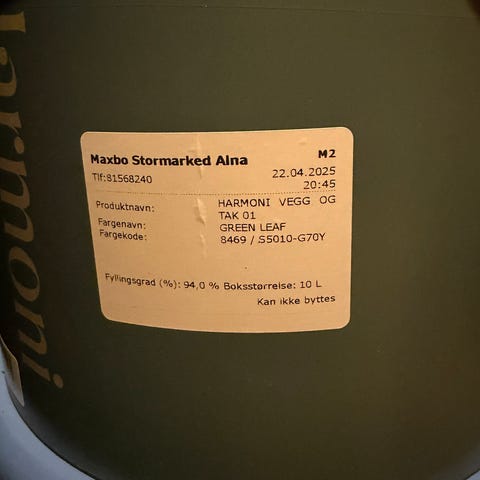 Harmoni
Maxbo Stormarked Alna M2
Tlf:81568240 22.04.2025
20:45
Produktnavn: HARMONI VEGG OG
TAK 01
Fargenavn: GREEN LEAF
Fargekode: 8469 / S5010-G70Y
Fyllingsgrad (%): 94,0 % Boksstørrelse: 10 L
Kan ikke byttes